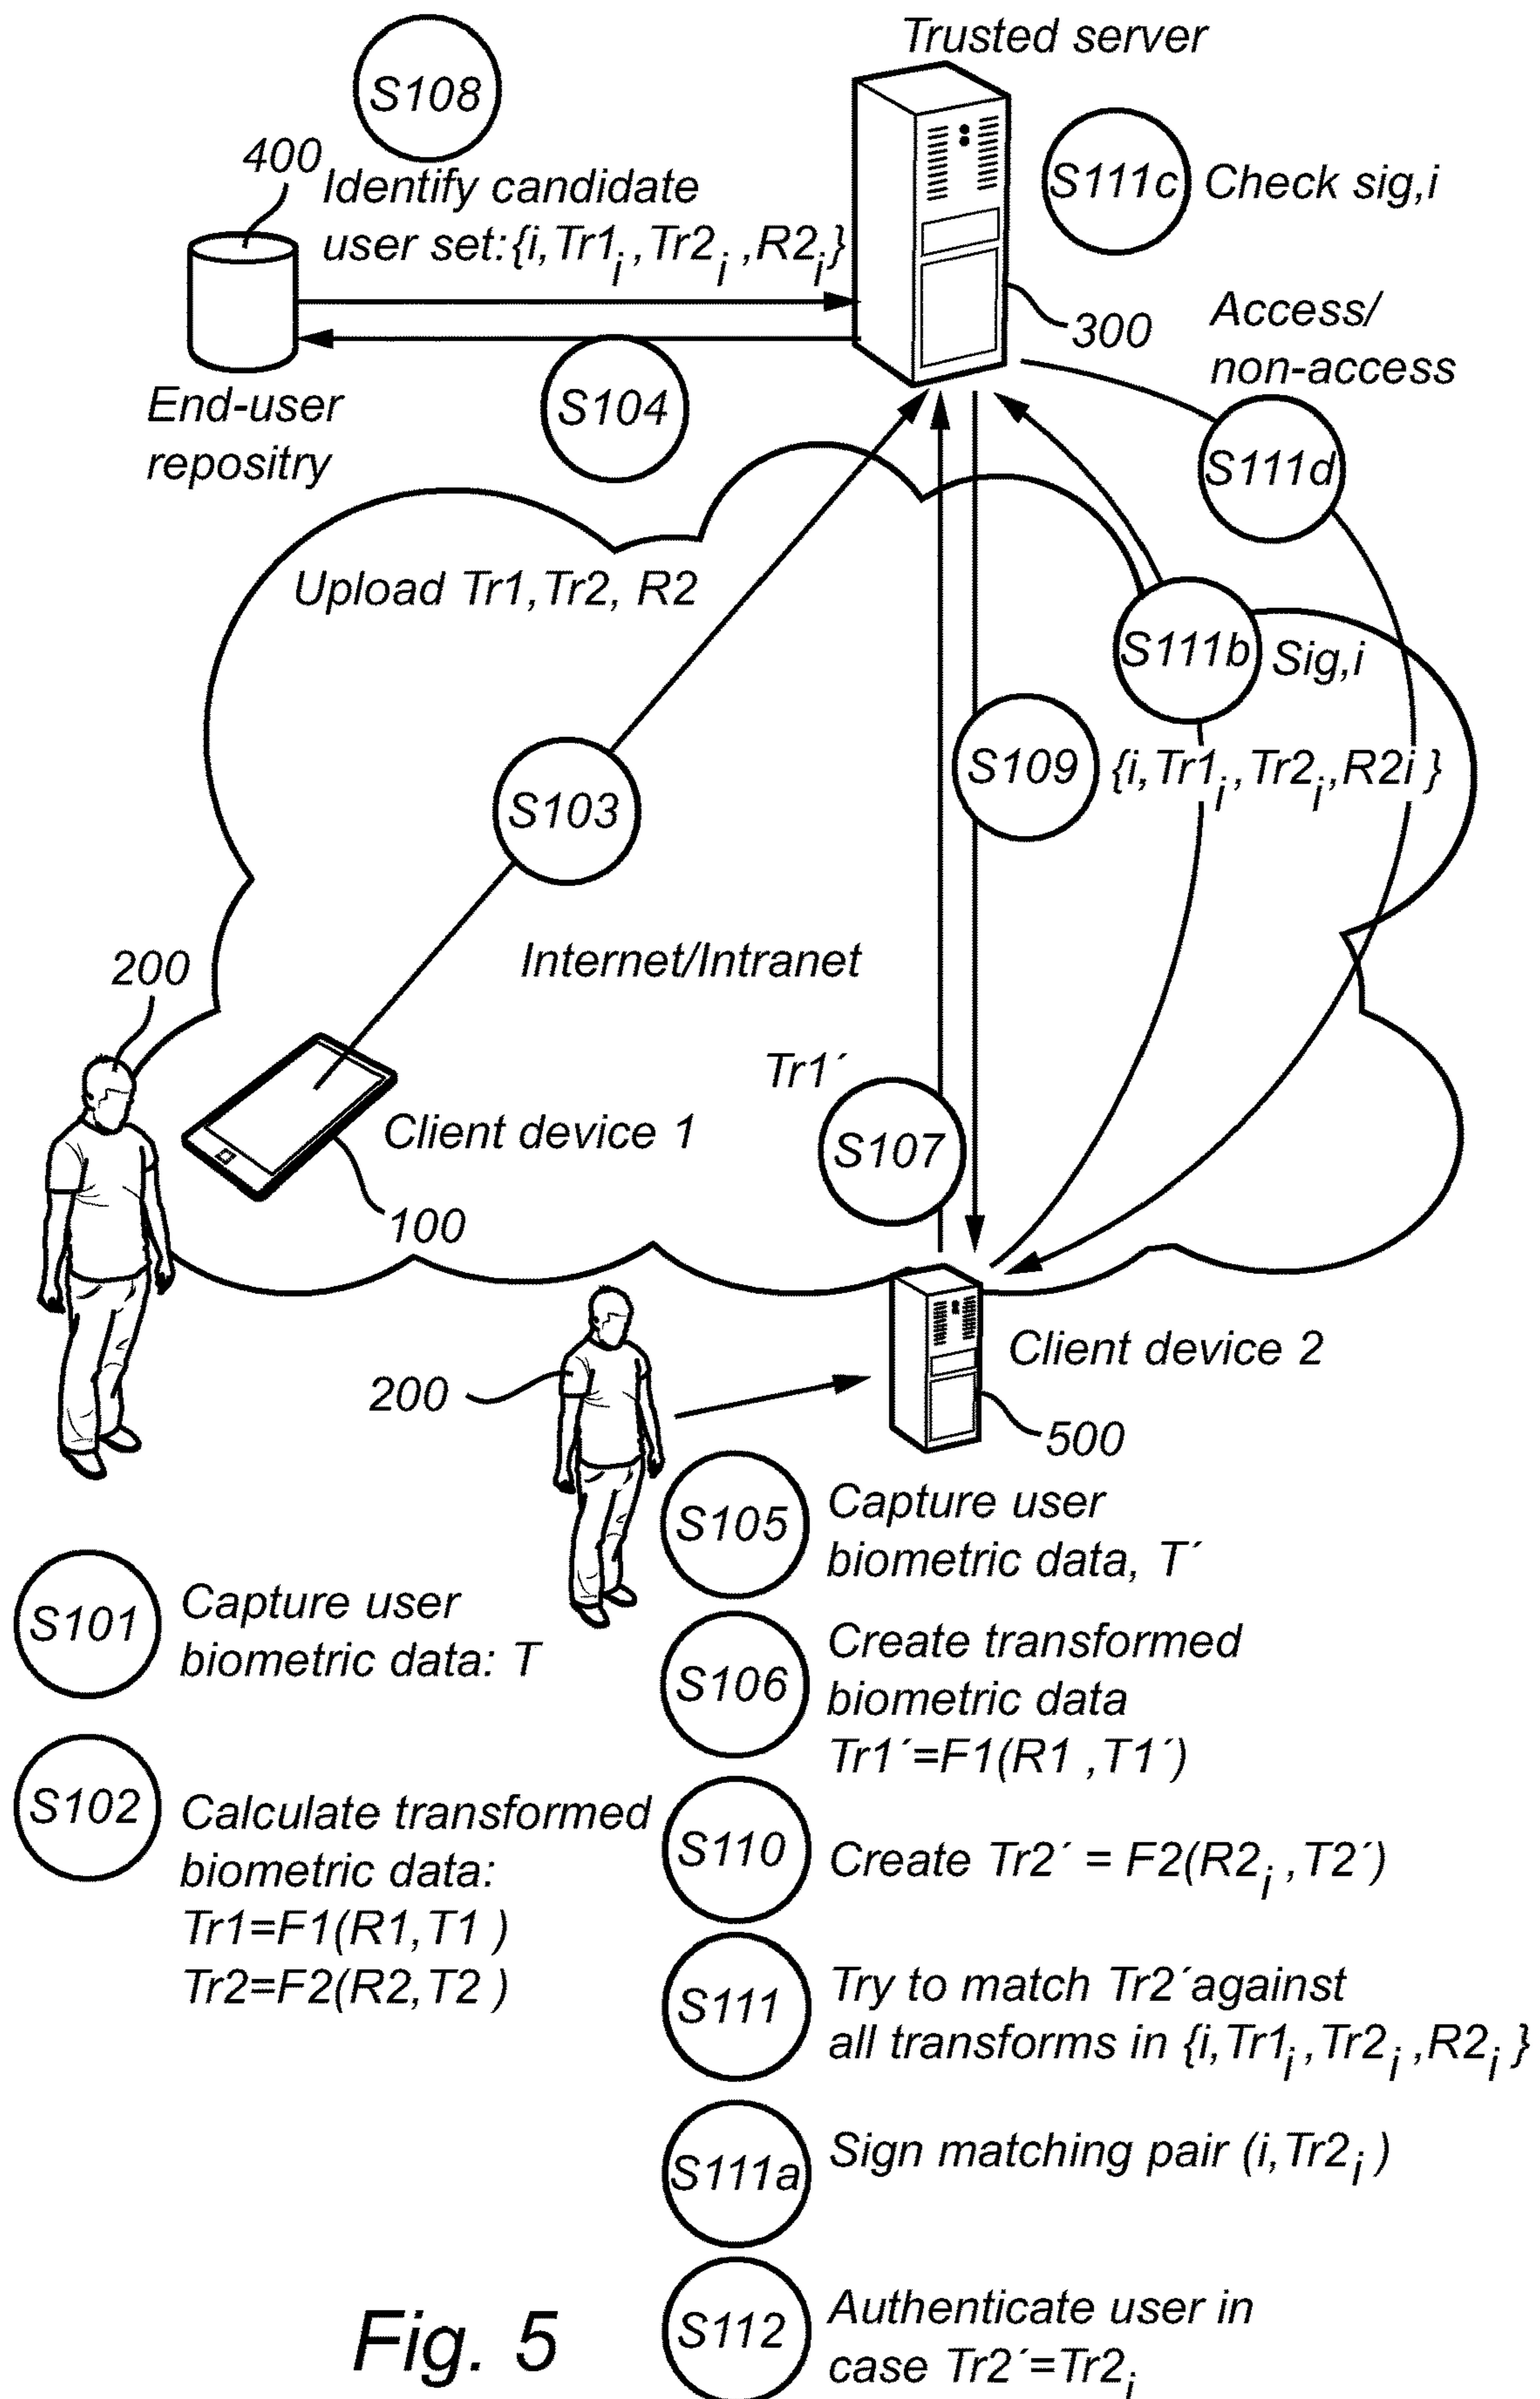 Trusted server
S108
400
Identify candidate
user set:{i,Tr1i,Tr2i,R2i}
S111c Check sig,i
300
Access/
non-access
End-user
repositry
S104
S111d
Upload Tr1,Tr2, R2
S111b Sig,i
S109 {i,Tr1i,Tr2i,R2i }
S103
Internet/Intranet
200
Tr1´
Client device 1
S107
100
Client device 2
200
500
S105 Capture user
biometric data, T´
S101 Capture user
biometric data: T
S106 Create transformed
biometric data
Tr1´=F1(R1 ,T1´)
S102 Calculate transformed
biometric data:
Tr1=F1(R1,T1 )
Tr2=F2(R2,T2 )
S110 Create Tr2´ = F2(R2i ,T2´)
S111 Try to match Tr2´against
all transforms in {i,Tr1i,Tr2i ,R2i }
S111a Sign matching pair (i,Tr2i )
S112 Authenticate user in
case Tr2´=Tr2i
Fig. 5